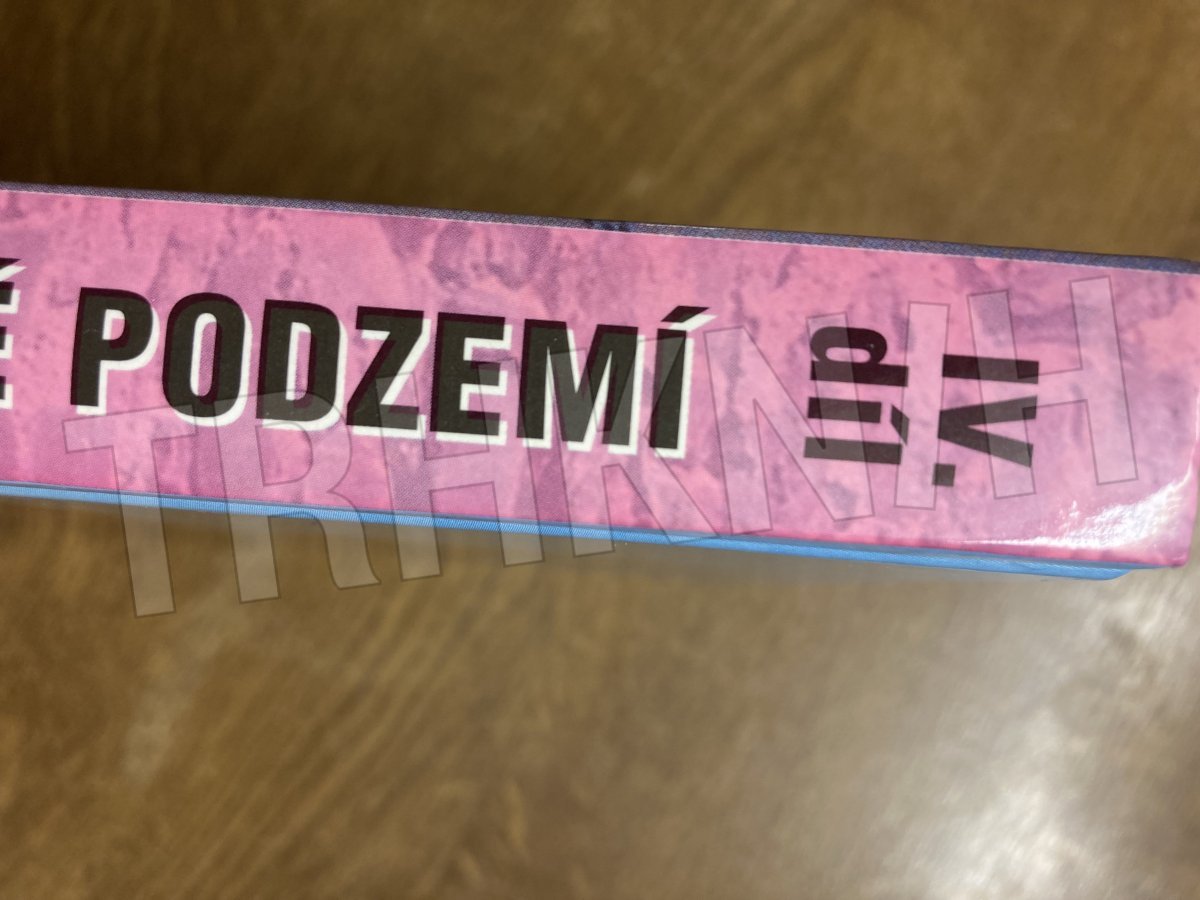 É PODZEMÍ
IV.
díl
TRHKNIH